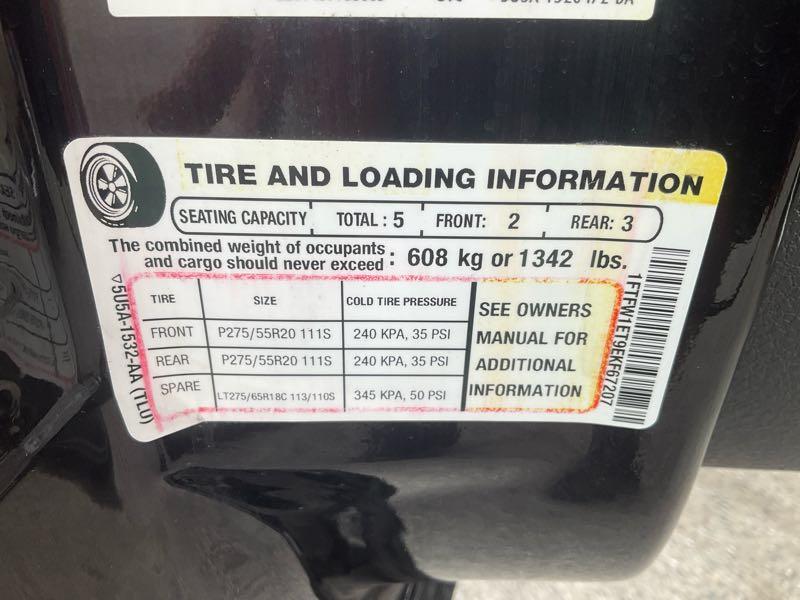 TIRE AND LOADING INFORMATION
SEATING CAPACITY TOTAL : 5 FRONT: 2 REAR: 3
The combined weight of occupants and cargo should never exceed : 608 kg or 1342 lbs.
TIRE SIZE COLD TIRE PRESSURE
FRONT P275/55R20 111S 240 KPA, 35 PSI
REAR P275/55R20 111S 240 KPA, 35 PSI
SPARE LT275/65R18C 113/110S 345 KPA, 50 PSI
SEE OWNERS
MANUAL FOR
ADDITIONAL
INFORMATION
5U5A-1532-AA (TLU)
1FTFW1ET9EKF67207